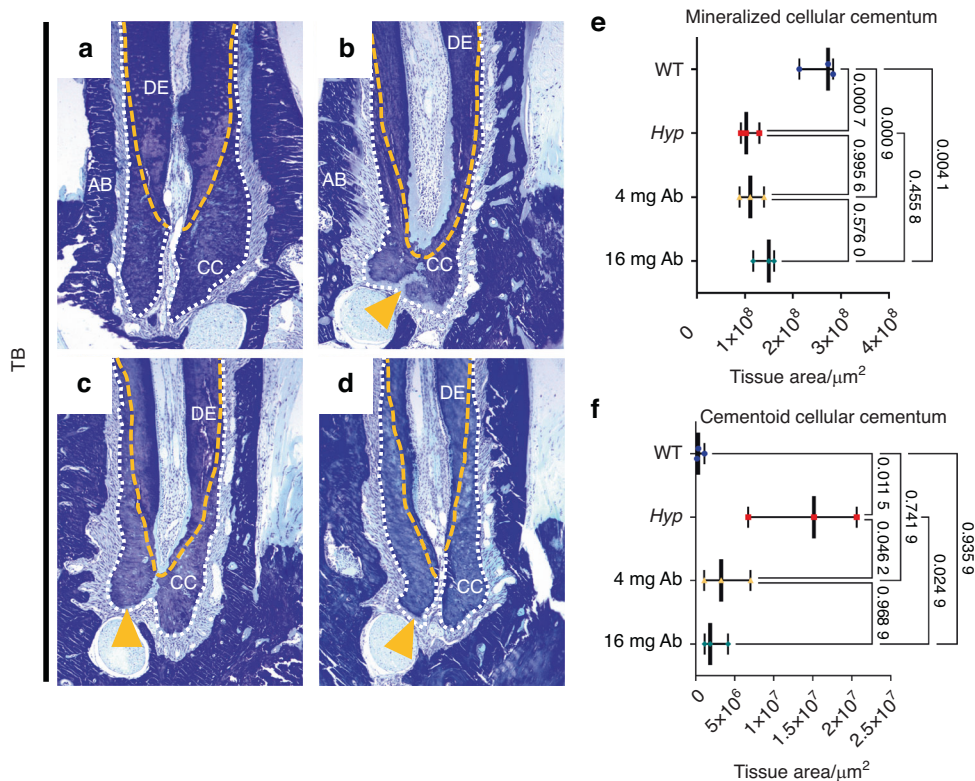 TB
a
DE
AB
CC
b
DE
AB
CC
c
DE
CC
d
DE
CC
e
Mineralized cellular cementum
WT
Hyp
4 mg Ab
16 mg Ab
0.000 7
0.995 6
0.576 0
0.000 9
0.455 8
0.004 1
0
1×10⁸
2×10⁸
3×10⁸
4×10⁸
Tissue area/μm²
f
Cementoid cellular cementum
WT
Hyp
4 mg Ab
16 mg Ab
0.011 5
0.046 2
0.968 9
0.741 9
0.024 9
0.935 9
0
5×10⁶
1×10⁷
1.5×10⁷
2×10⁷
2.5×10⁷
Tissue area/μm²